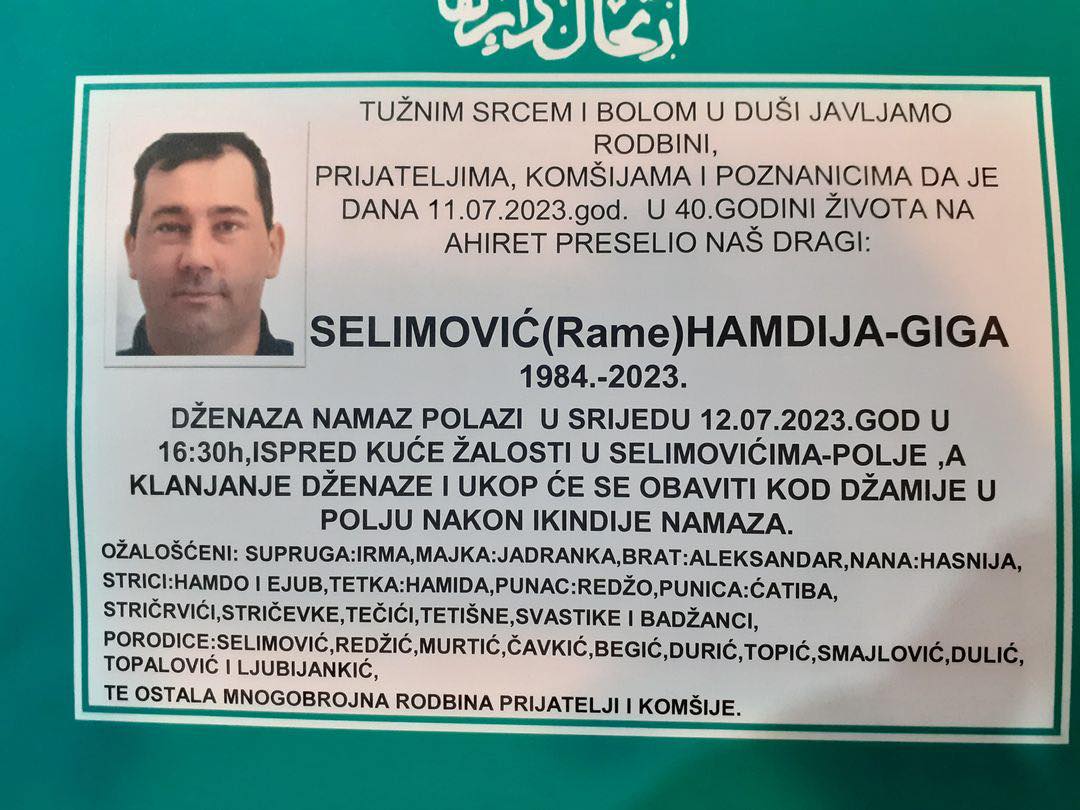 TUŽNIM SRCEM I BOLOM U DUŠI JAVLJAMO
RODBINI,
PRIJATELJIMA, KOMŠIJAMA I POZNANICIMA DA JE
DANA 11.07.2023.god. U 40.GODINI ŽIVOTA NA
AHIRET PRESELIO NAŠ DRAGI:
SELIMOVIĆ(Rame)HAMDIJA-GIGA
1984.-2023.
DŽENAZA NAMAZ POLAZI U SRIJEDU 12.07.2023.GOD U
16:30h,ISPRED KUĆE ŽALOSTI U SELIMOVIĆIMA-POLJE ,A
KLANJANJE DŽENAZE I UKOP ĆE SE OBAVITI KOD DŽAMIJE U
POLJU NAKON IKINDIJE NAMAZA.
OŽALOŠĆENI: SUPRUGA:IRMA,MAJKA:JADRANKA,BRAT:ALEKSANDAR,NANA:HASNIJA,
STRICI:HAMDO I EJUB,TETKA:HAMIDA,PUNAC:REDŽO,PUNICA:ĆATIBA,
STRIČRVIĆI,STRIČEVKE,TEČIĆI,TETIŠNE,SVASTIKE I BADŽANCI,
PORODICE:SELIMOVIĆ,REDŽIĆ,MURTIĆ,ČAVKIĆ,BEGIĆ,DURIĆ,TOPIĆ,SMAJLOVIĆ,DULIĆ,
TOPALOVIĆ I LJUBIJANKIĆ,
TE OSTALA MNOGOBROJNA RODBINA PRIJATELJI I KOMŠIJE.